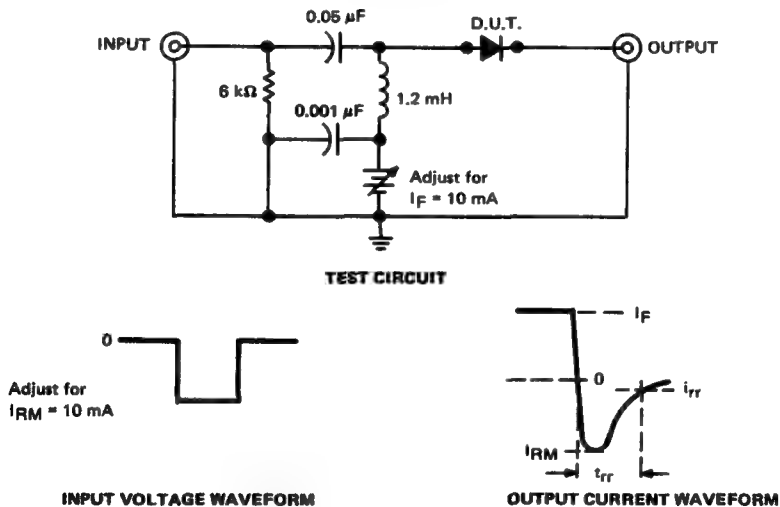 0.05 µF
D.U.T.
INPUT
OUTPUT
6 kΩ
1.2 mH
0.001 µF
Adjust for
IF = 10 mA
TEST CIRCUIT
0
Adjust for
IRM = 10 mA
INPUT VOLTAGE WAVEFORM
IF
0
irr
IRM
trr
OUTPUT CURRENT WAVEFORM